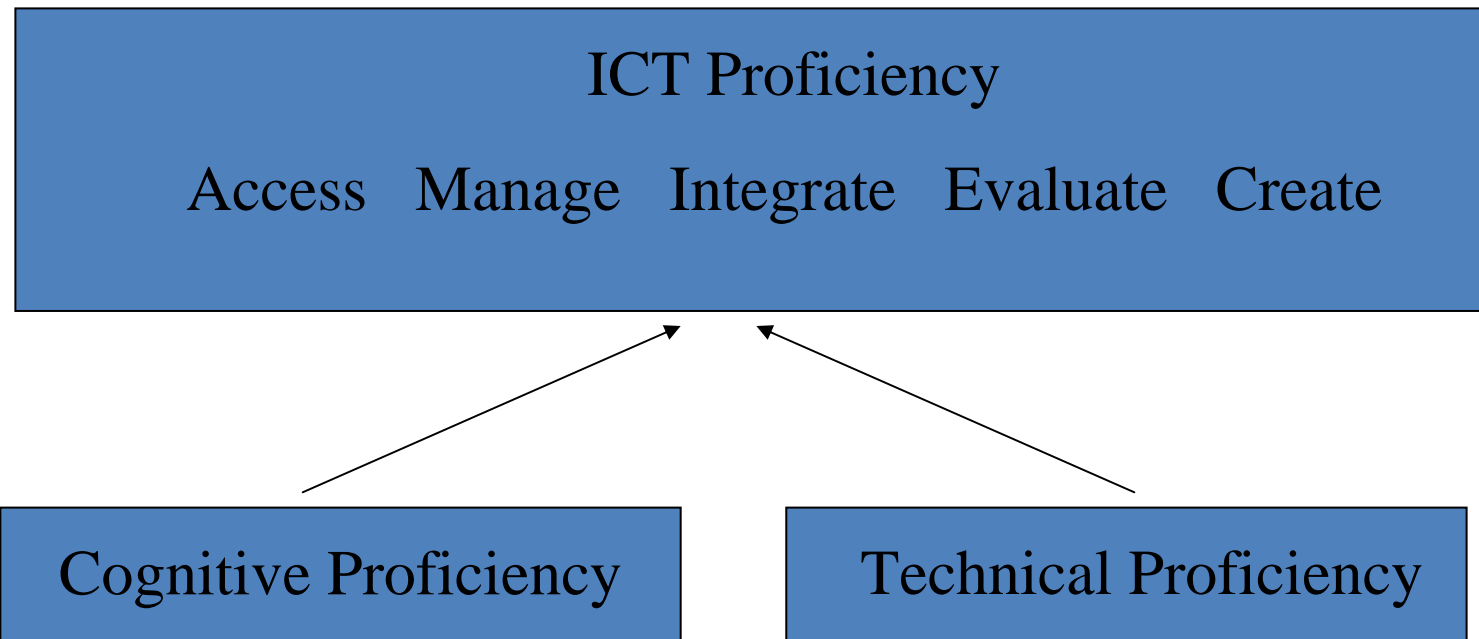 ICT Proficiency
Access Manage Integrate Evaluate Create
Cognitive Proficiency
Technical Proficiency